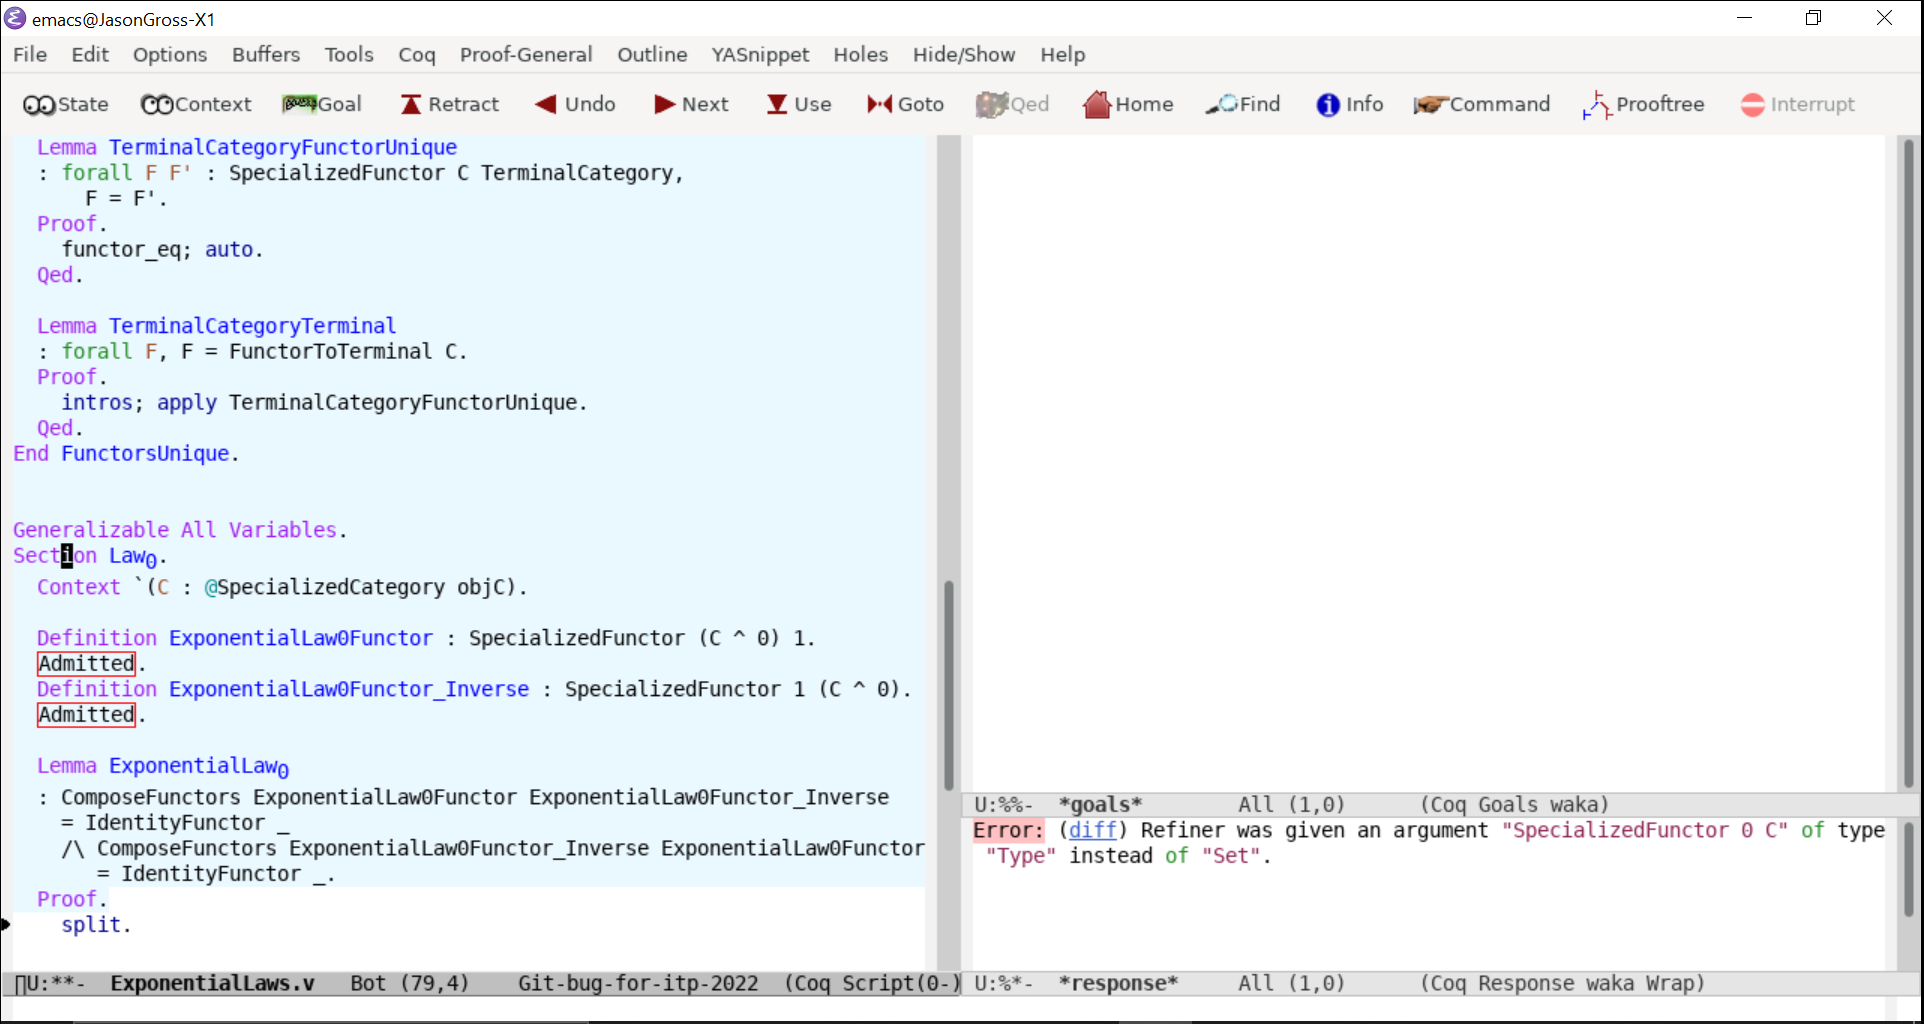 emacs@JasonGross-X1
File Edit Options Buffers Tools Coq Proof-General Outline YASnippet Holes Hide/Show Help
State Context Goal Retract Undo Next Use Goto Qed Home Find Info Command Prooftree Interrupt
Lemma TerminalCategoryFunctorUnique
: forall F F' : SpecializedFunctor C TerminalCategory,
F = F'.
Proof.
functor_eq; auto.
Qed.
Lemma TerminalCategoryTerminal
: forall F, F = FunctorToTerminal C.
Proof.
intros; apply TerminalCategoryFunctorUnique.
Qed.
End FunctorsUnique.
Generalizable All Variables.
Section Law0.
Context `(C : @SpecializedCategory objC).
Definition ExponentialLaw0Functor : SpecializedFunctor (C ^ 0) 1.
Admitted.
Definition ExponentialLaw0Functor_Inverse : SpecializedFunctor 1 (C ^ 0).
Admitted.
Lemma ExponentialLaw0
: ComposeFunctors ExponentialLaw0Functor ExponentialLaw0Functor_Inverse
= IdentityFunctor _
/\ ComposeFunctors ExponentialLaw0Functor_Inverse ExponentialLaw0Functor
= IdentityFunctor _.
Proof.
split.
U:**- ExponentialLaws.v Bot (79,4) Git-bug-for-itp-2022 (Coq Script(0-)
U:%%- *goals* All (1,0) (Coq Goals waka)
Error: (diff) Refiner was given an argument "SpecializedFunctor 0 C" of type
"Type" instead of "Set".
U:%*- *response* All (1,0) (Coq Response waka Wrap)